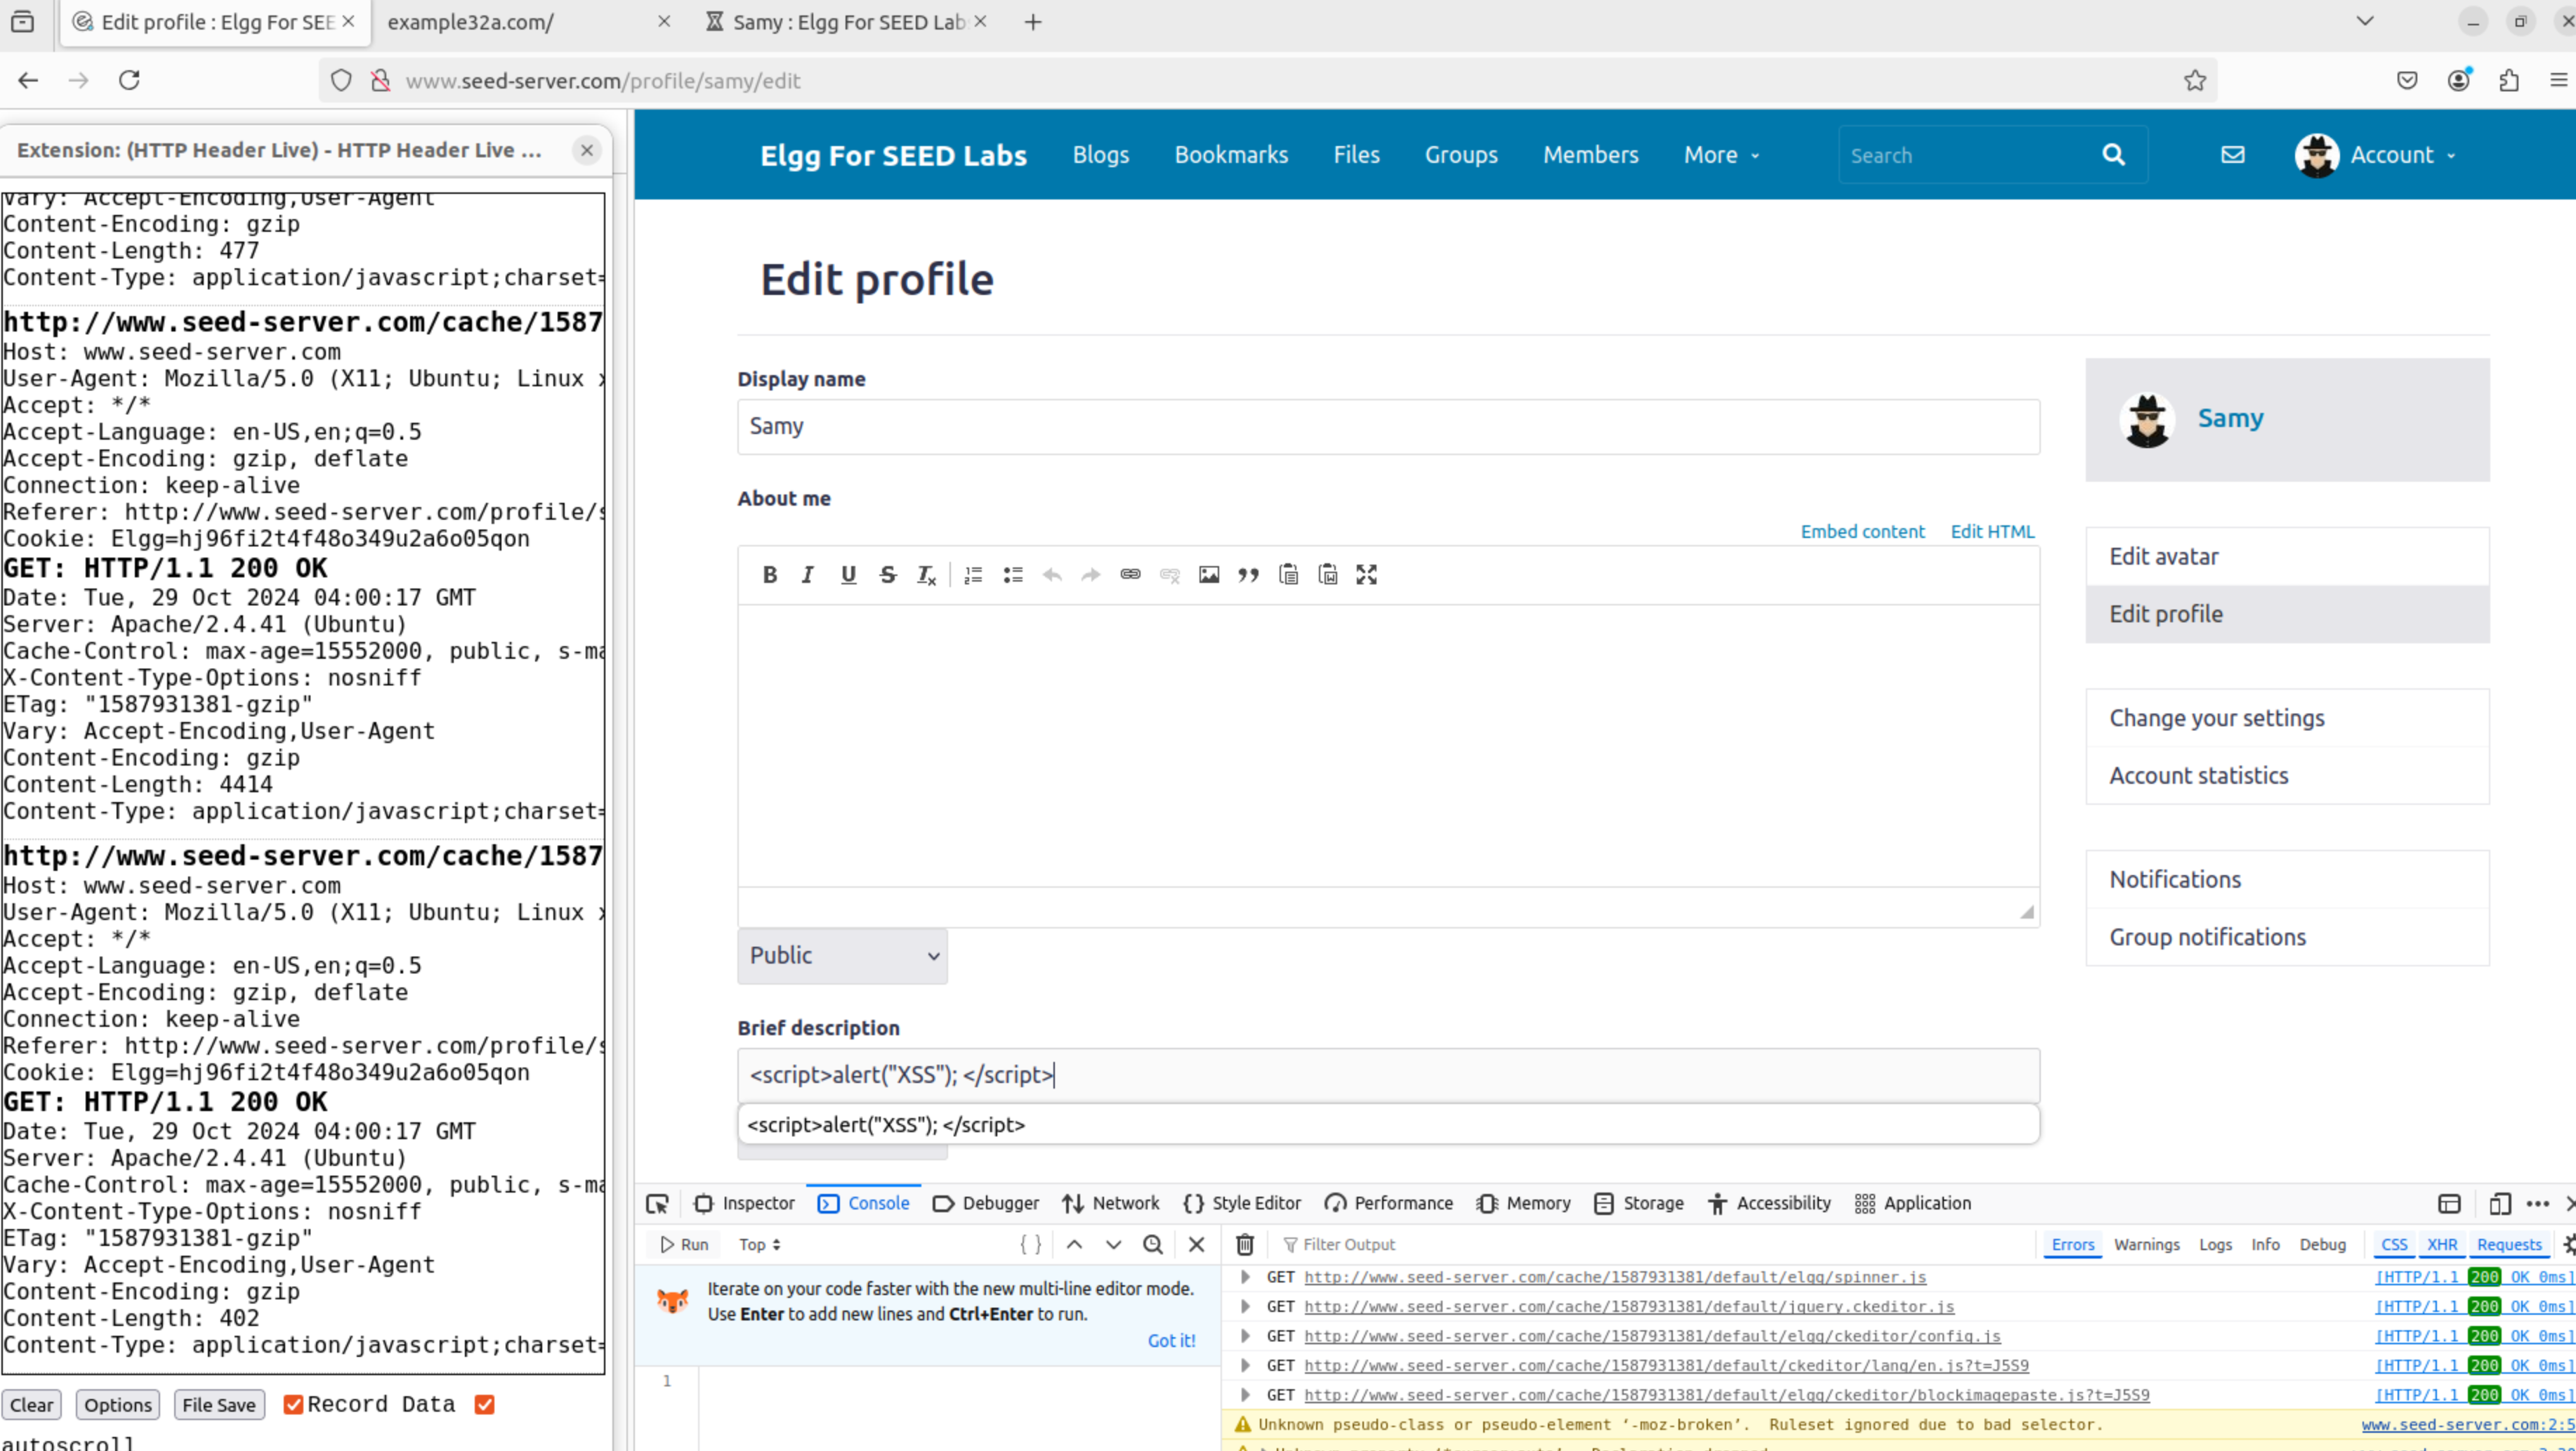 Edit profile : Elgg For SEE
example32a.com/
Samy : Elgg For SEED Lab
www.seed-server.com/profile/samy/edit
Extension: (HTTP Header Live) - HTTP Header Live ...
Vary: Accept-Encoding,User-Agent
Content-Encoding: gzip
Content-Length: 477
Content-Type: application/javascript;charset=
http://www.seed-server.com/cache/1587
Host: www.seed-server.com
User-Agent: Mozilla/5.0 (X11; Ubuntu; Linux x
Accept: */*
Accept-Language: en-US,en;q=0.5
Accept-Encoding: gzip, deflate
Connection: keep-alive
Referer: http://www.seed-server.com/profile/s
Cookie: Elgg=hj96fi2t4f48o349u2a6o05qon
GET: HTTP/1.1 200 OK
Date: Tue, 29 Oct 2024 04:00:17 GMT
Server: Apache/2.4.41 (Ubuntu)
Cache-Control: max-age=15552000, public, s-ma
X-Content-Type-Options: nosniff
ETag: "1587931381-gzip"
Vary: Accept-Encoding,User-Agent
Content-Encoding: gzip
Content-Length: 4414
Content-Type: application/javascript;charset=
http://www.seed-server.com/cache/1587
Host: www.seed-server.com
User-Agent: Mozilla/5.0 (X11; Ubuntu; Linux x
Accept: */*
Accept-Language: en-US,en;q=0.5
Accept-Encoding: gzip, deflate
Connection: keep-alive
Referer: http://www.seed-server.com/profile/s
Cookie: Elgg=hj96fi2t4f48o349u2a6o05qon
GET: HTTP/1.1 200 OK
Date: Tue, 29 Oct 2024 04:00:17 GMT
Server: Apache/2.4.41 (Ubuntu)
Cache-Control: max-age=15552000, public, s-ma
X-Content-Type-Options: nosniff
ETag: "1587931381-gzip"
Vary: Accept-Encoding,User-Agent
Content-Encoding: gzip
Content-Length: 402
Content-Type: application/javascript;charset=
Clear Options File Save Record Data
autoscroll
Elgg For SEED Labs Blogs Bookmarks Files Groups Members More Search Account
Edit profile
Display name
Samy
About me
Embed content Edit HTML
Public
Brief description
<script>alert("XSS"); </script>
<script>alert("XSS"); </script>
Samy
Edit avatar
Edit profile
Change your settings
Account statistics
Notifications
Group notifications
Inspector Console Debugger Network Style Editor Performance Memory Storage Accessibility Application
Run Top
Filter Output Errors Warnings Logs Info Debug CSS XHR Requests
Iterate on your code faster with the new multi-line editor mode.
Use Enter to add new lines and Ctrl+Enter to run.
Got it!
1
GET http://www.seed-server.com/cache/1587931381/default/elgg/spinner.js [HTTP/1.1 200 OK 0ms]
GET http://www.seed-server.com/cache/1587931381/default/jquery.ckeditor.js [HTTP/1.1 200 OK 0ms]
GET http://www.seed-server.com/cache/1587931381/default/elgg/ckeditor/config.js [HTTP/1.1 200 OK 0ms]
GET http://www.seed-server.com/cache/1587931381/default/ckeditor/lang/en.js?t=J5S9 [HTTP/1.1 200 OK 0ms]
GET http://www.seed-server.com/cache/1587931381/default/elgg/ckeditor/blockimagepaste.js?t=J5S9 [HTTP/1.1 200 OK 0ms]
Unknown pseudo-class or pseudo-element ‘-moz-broken’. Ruleset ignored due to bad selector. www.seed-server.com:2:5